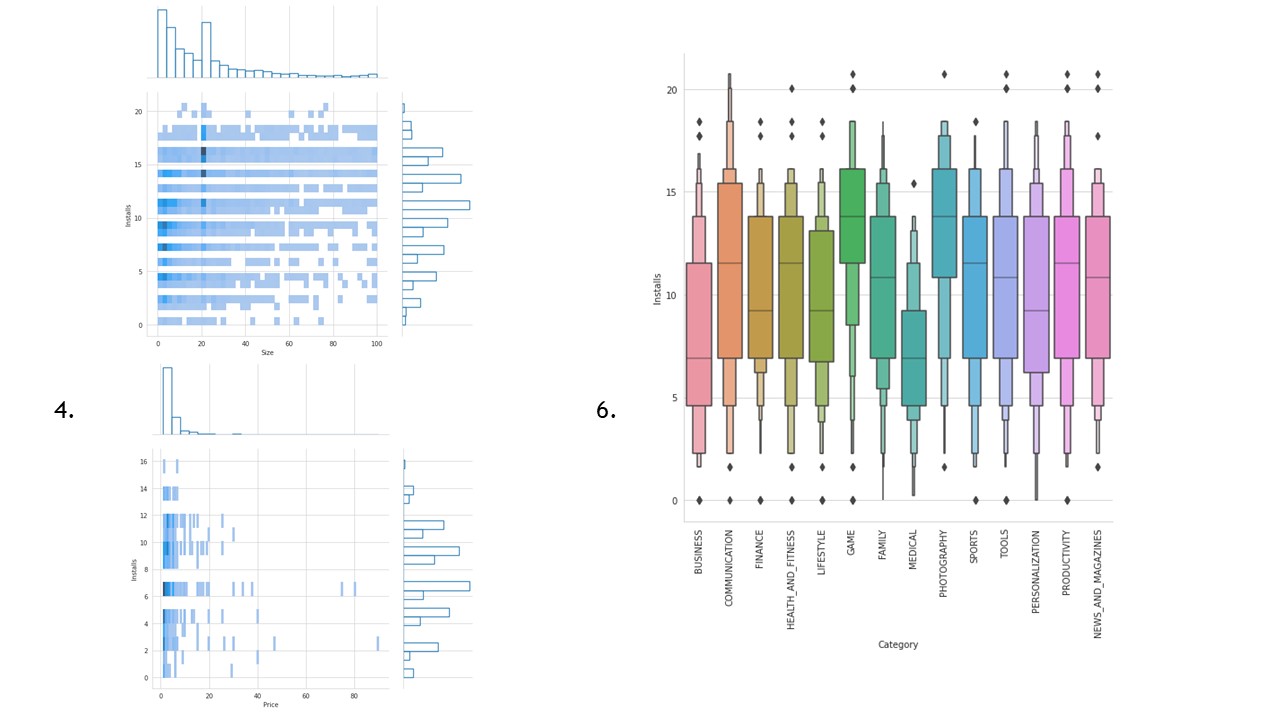 4.
20
15
10
5
0
Installs
0 20 40 60 80 100
Size
16
14
12
10
8
6
4
2
0
Installs
0 20 40 60 80
Price
6.
20
15
10
5
0
Installs
BUSINESS
COMMUNICATION
FINANCE
HEALTH_AND_FITNESS
LIFESTYLE
GAME
FAMILY
MEDICAL
PHOTOGRAPHY
SPORTS
TOOLS
PERSONALIZATION
PRODUCTIVITY
NEWS_AND_MAGAZINES
Category